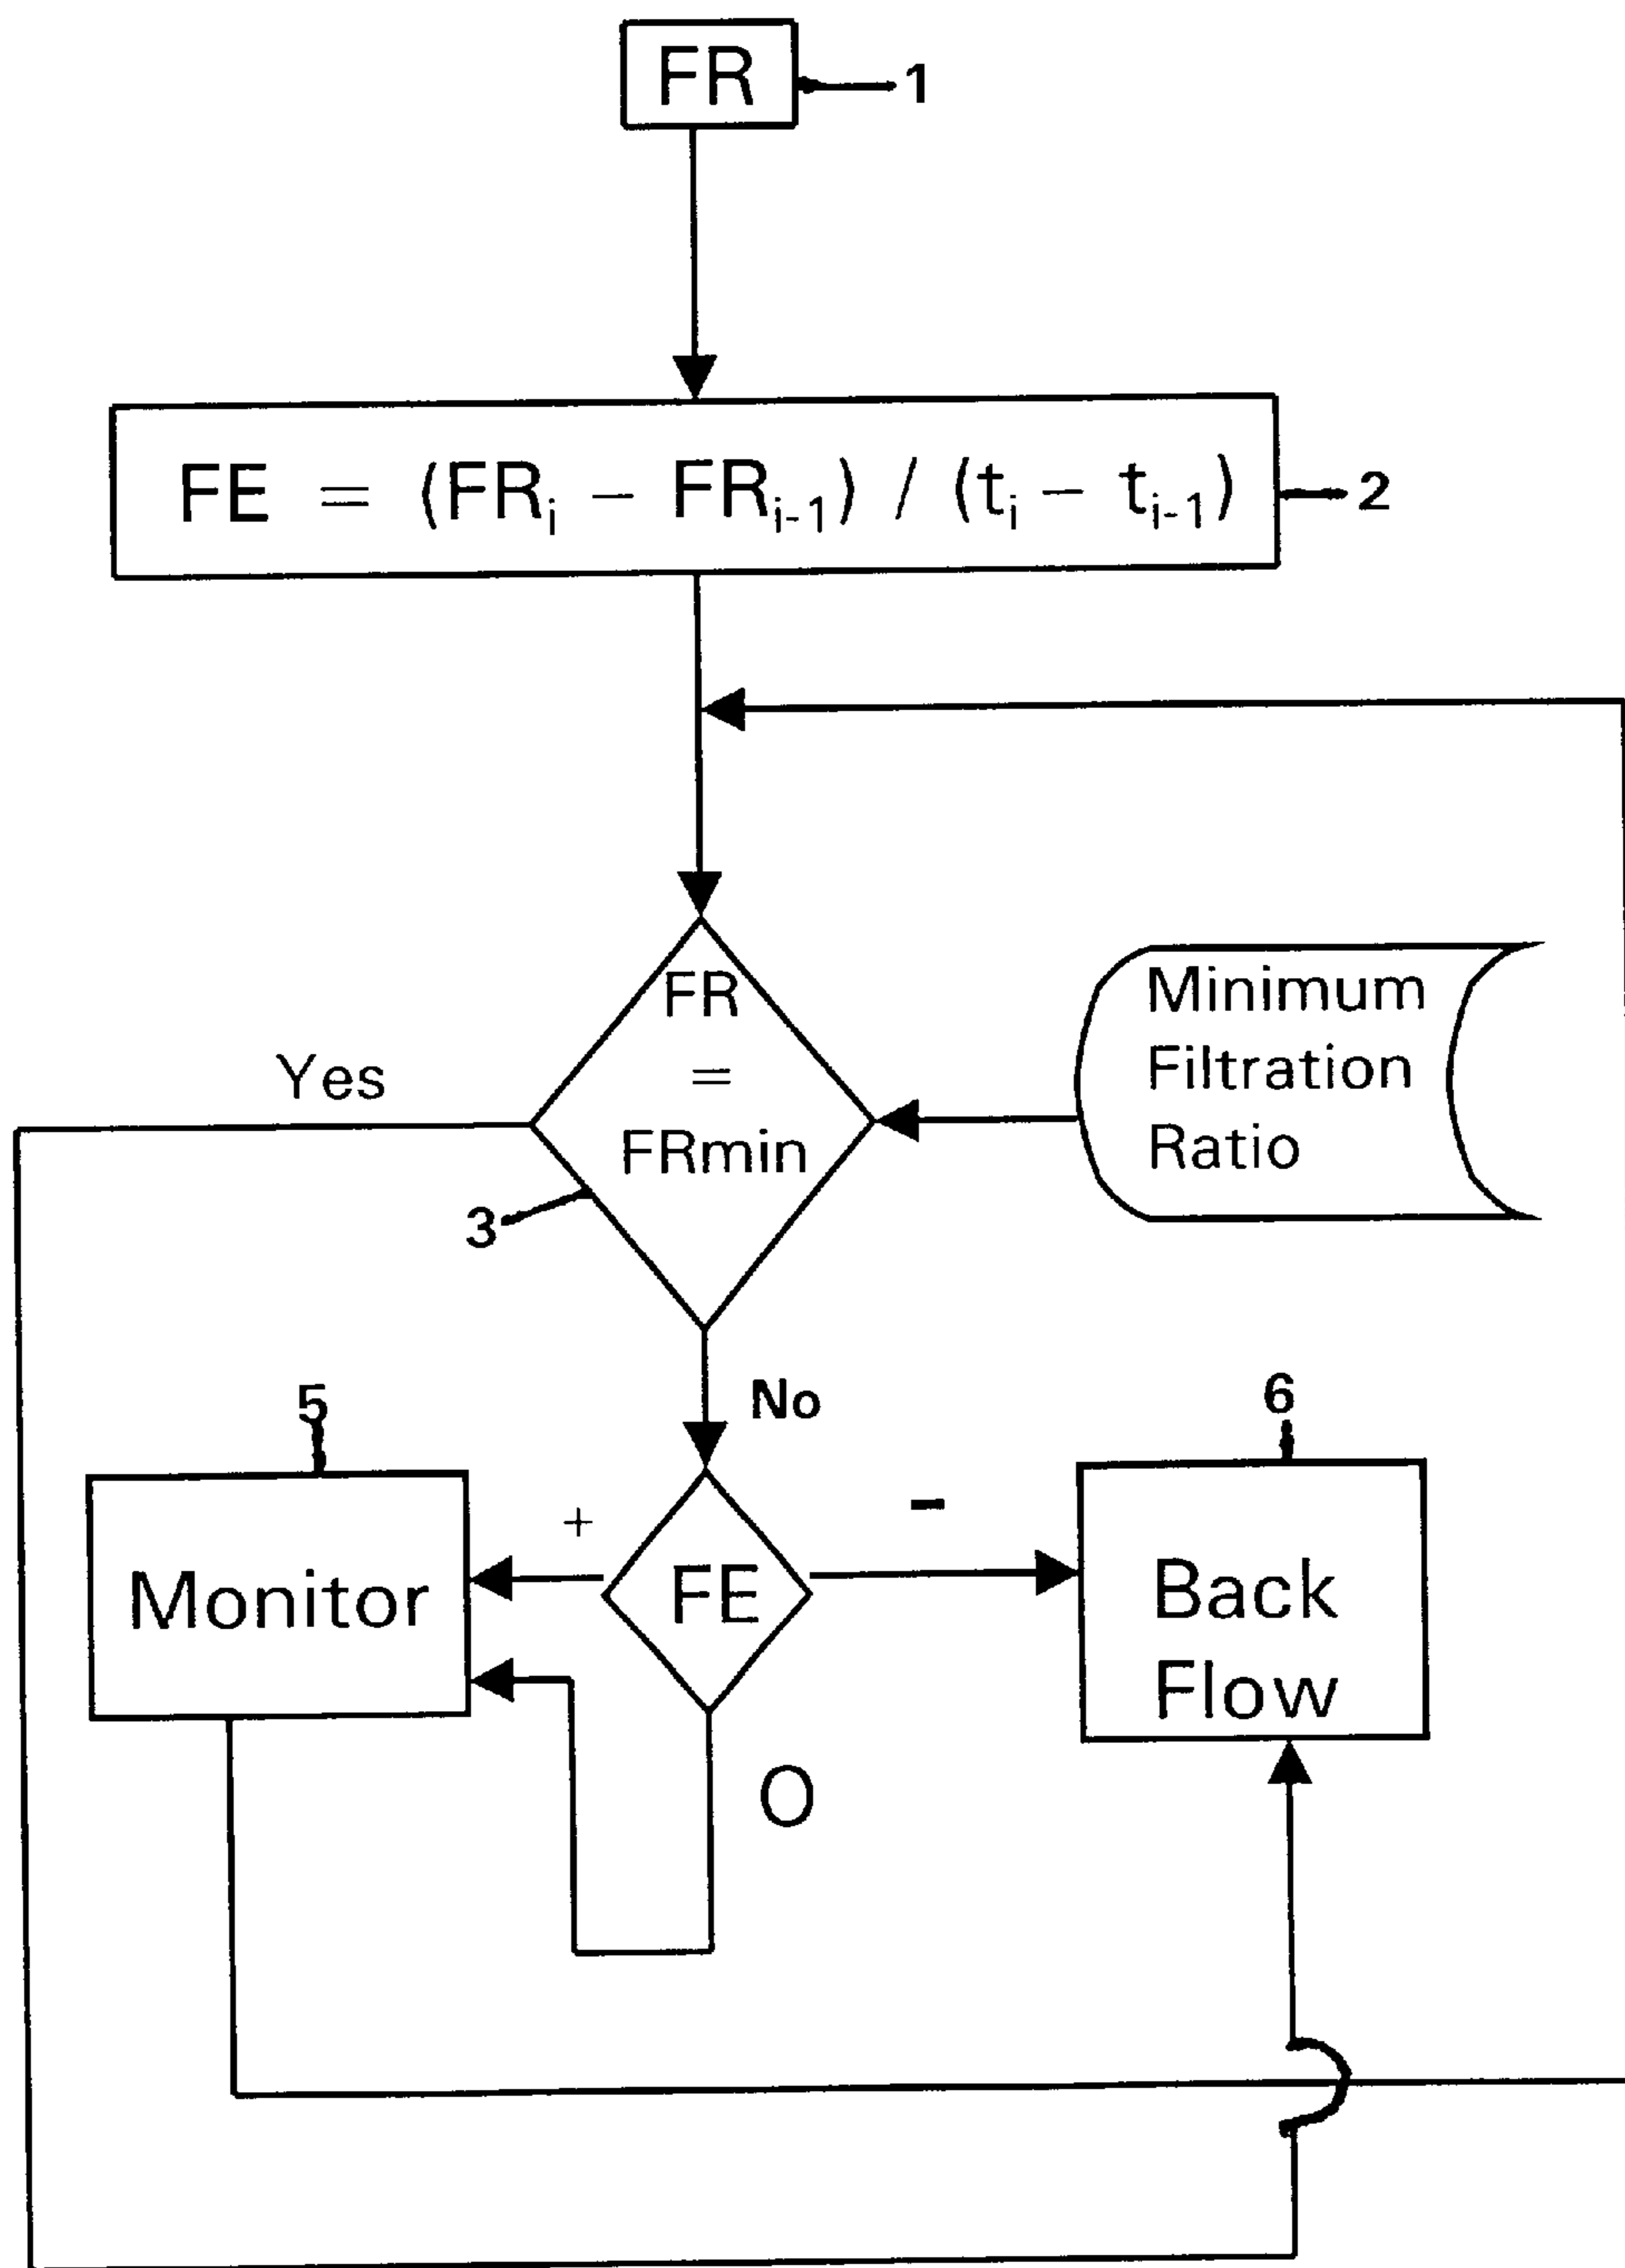 FR
1
FE = (FRᵢ − FRᵢ₋₁) / (tᵢ − tᵢ₋₁)
2
FR
=
FRmin
Yes
Minimum
Filtration
Ratio
3
No
5
6
+
-
Monitor
FE
Back
Flow
O